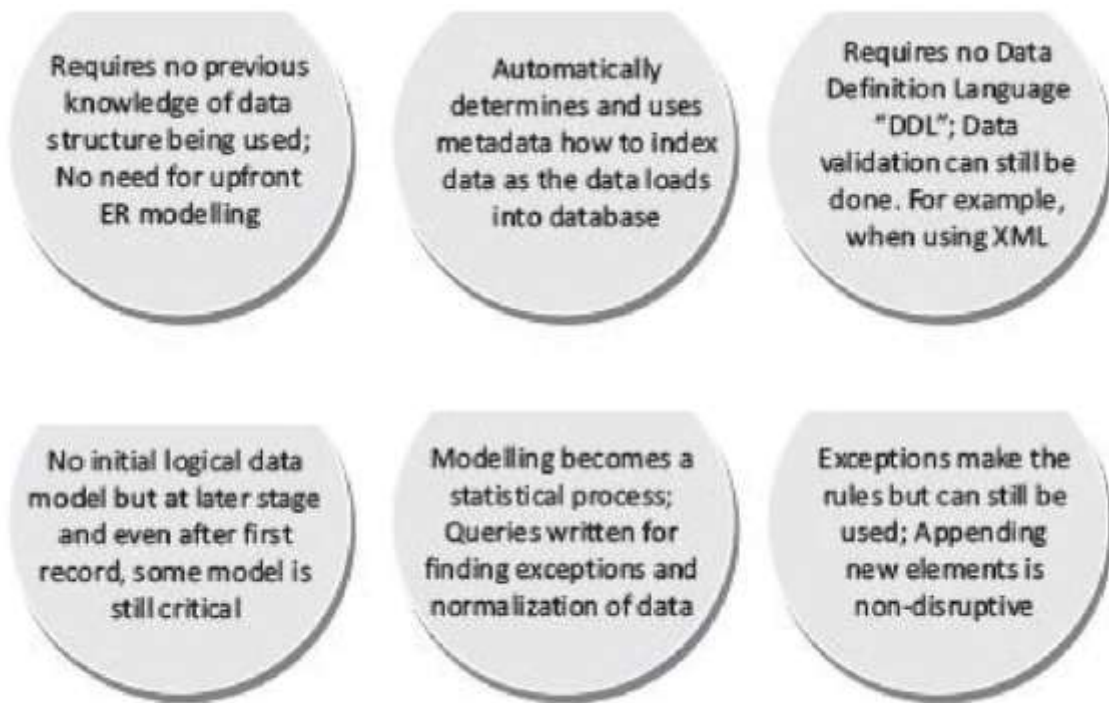 Requires no previous
knowledge of data
structure being used;
No need for upfront
ER modelling
Automatically
determines and uses
metadata how to index
data as the data loads
into database
Requires no Data
Definition Language
“DDL”; Data
validation can still be
done. For example,
when using XML
No initial logical data
model but at later stage
and even after first
record, some model is
still critical
Modelling becomes a
statistical process;
Queries written for
finding exceptions and
normalization of data
Exceptions make the
rules but can still be
used; Appending
new elements is
non-disruptive